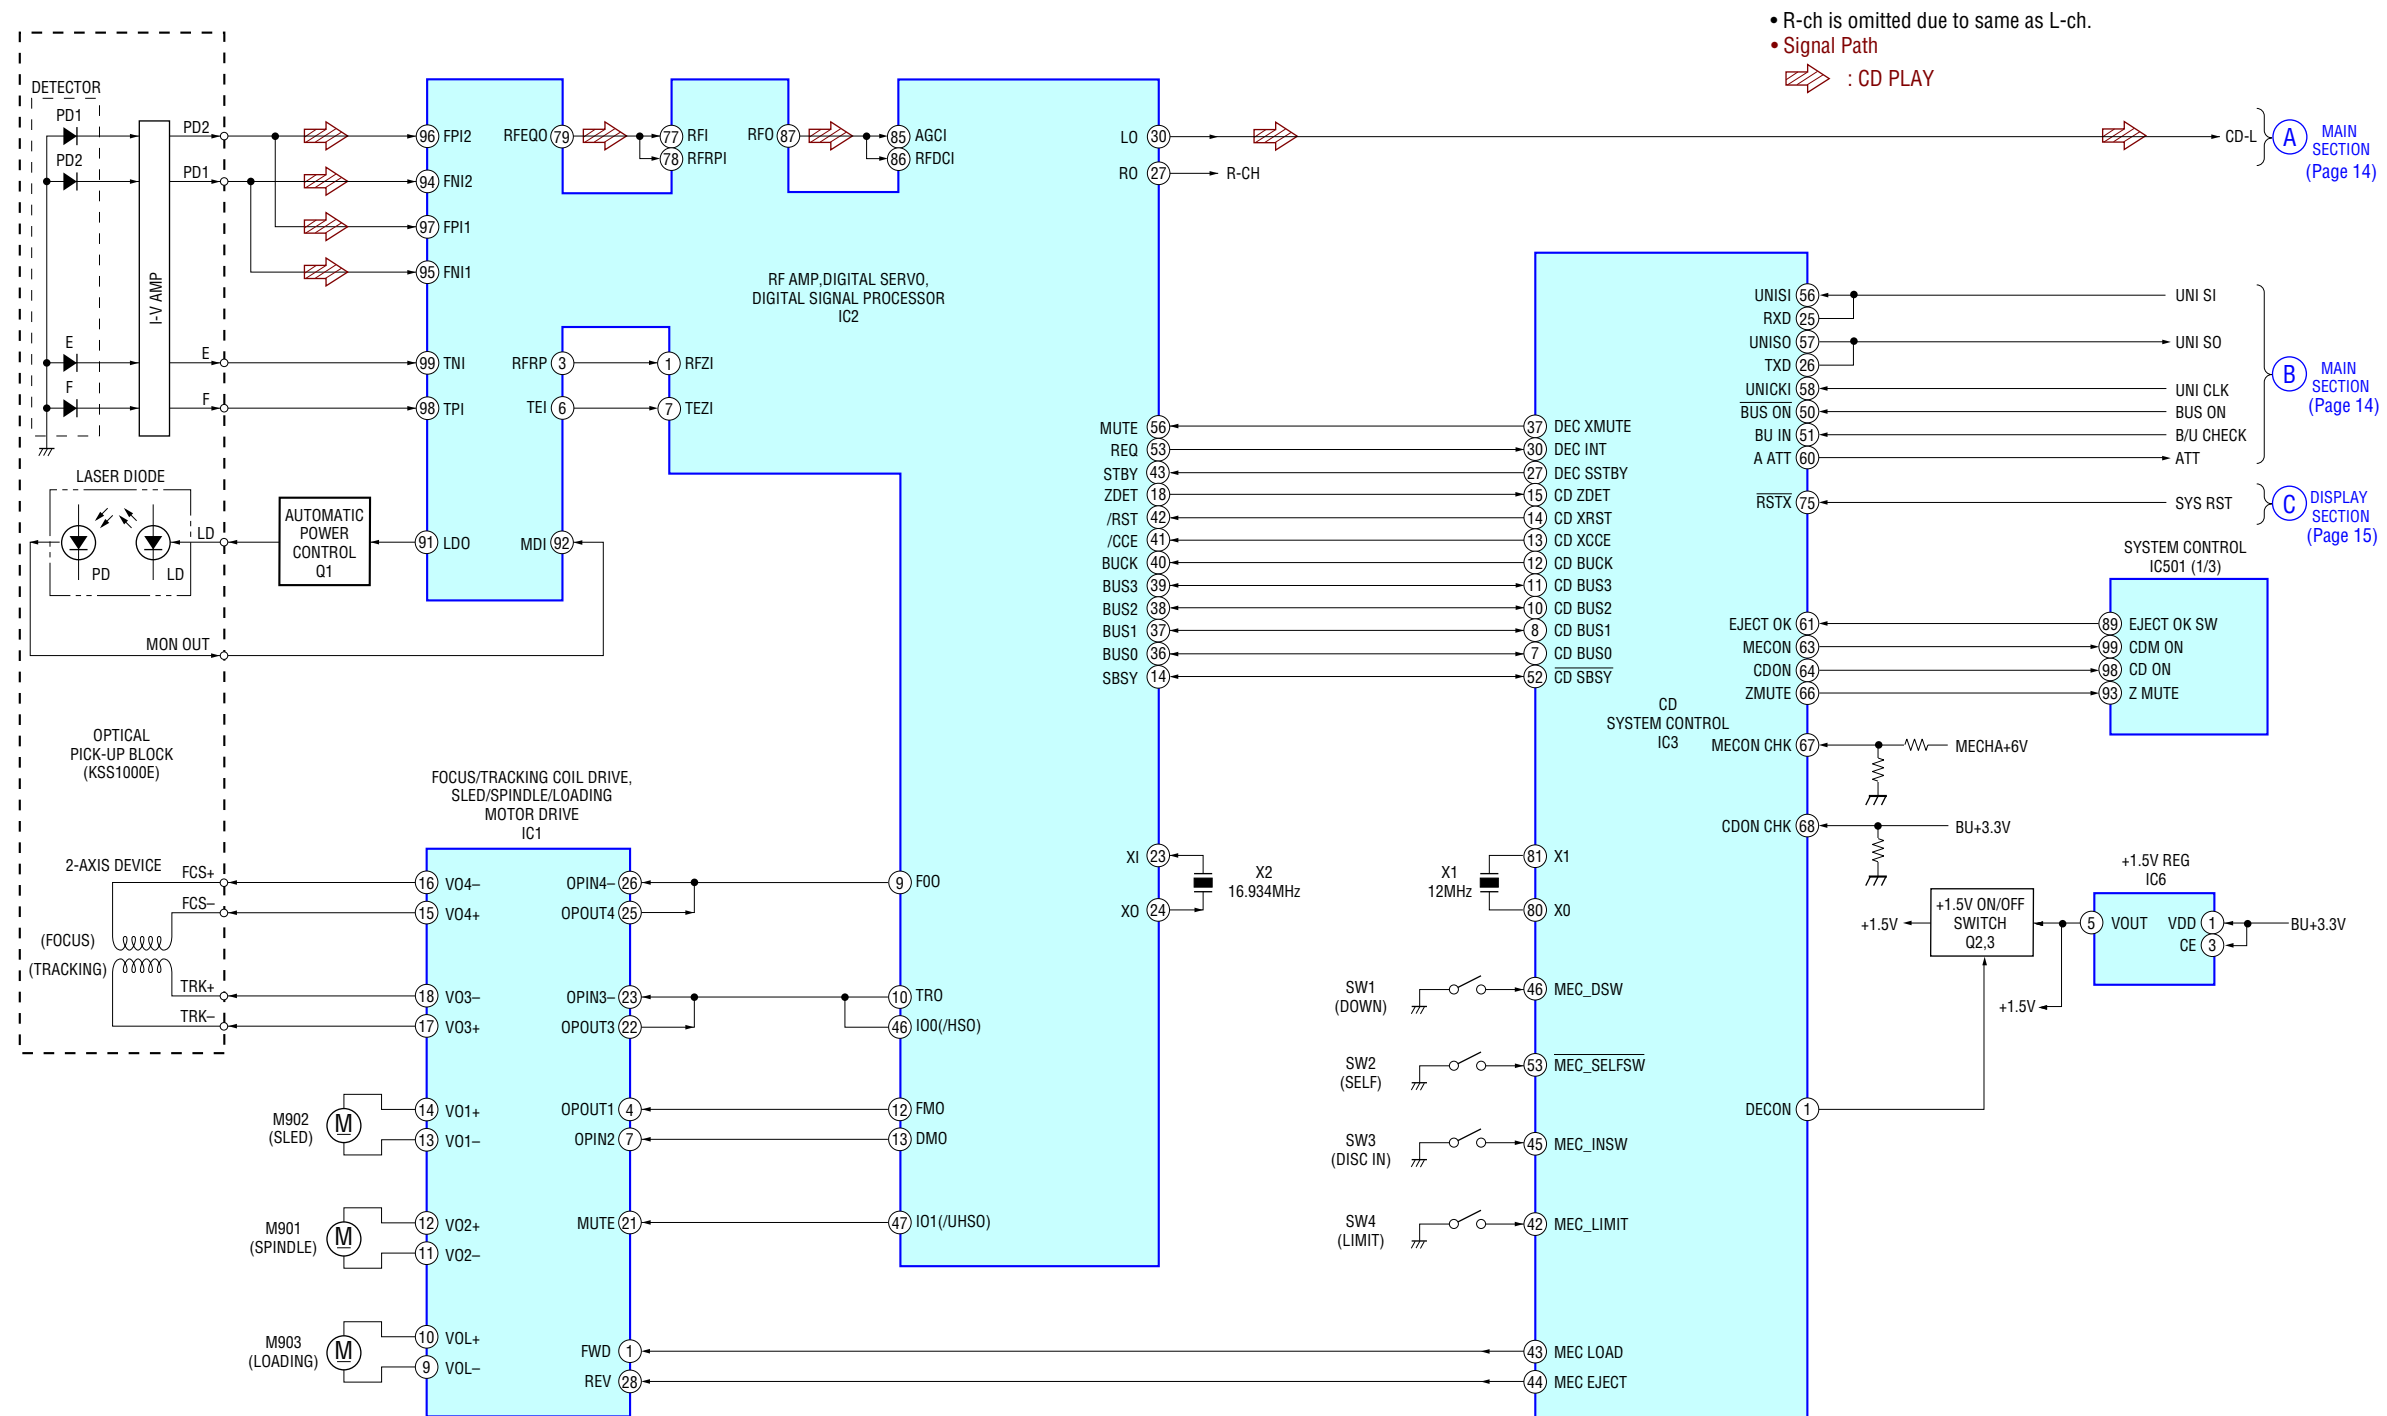 • R-ch is omitted due to same as L-ch.
• Signal Path
: CD PLAY
DETECTOR
PD1
PD2
E
F
I-V AMP
PD2
PD1
E
F
LASER DIODE
PD
LD
LD
MON OUT
AUTOMATIC
POWER
CONTROL
Q1
OPTICAL
PICK-UP BLOCK
(KSS1000E)
2-AXIS DEVICE
FCS+
FCS–
(FOCUS)
(TRACKING)
TRK+
TRK–
M902
(SLED)
M
M901
(SPINDLE)
M
M903
(LOADING)
M
96 FPI2
94 FNI2
97 FPI1
95 FNI1
99 TNI
98 TPI
91 LDO
MDI 92
RFEQO 79
77 RFI
78 RFRPI
RFO 87
85 AGCI
86 RFDCI
RFRP 3
1 RFZI
TEI 6
7 TEZI
RF AMP,DIGITAL SERVO,
DIGITAL SIGNAL PROCESSOR
IC2
LO 30
RO 27
R-CH
CD-L
A
MAIN
SECTION
(Page 14)
MUTE 56
REQ 53
STBY 43
ZDET 18
/RST 42
/CCE 41
BUCK 40
BUS3 39
BUS2 38
BUS1 37
BUS0 36
SBSY 14
XI 23
XO 24
X2
16.934MHz
9 F0O
10 TRO
46 IO0(/HSO)
12 FMO
13 DMO
47 IO1(/UHSO)
FOCUS/TRACKING COIL DRIVE,
SLED/SPINDLE/LOADING
MOTOR DRIVE
IC1
16 VO4–
15 VO4+
18 VO3–
17 VO3+
14 VO1+
13 VO1–
12 VO2+
11 VO2–
10 VOL+
9 VOL–
OPIN4– 26
OPOUT4 25
OPIN3– 23
OPOUT3 22
OPOUT1 4
OPIN2 7
MUTE 21
FWD 1
REV 28
37 DEC XMUTE
30 DEC INT
27 DEC SSTBY
15 CD ZDET
14 CD XRST
13 CD XCCE
12 CD BUCK
11 CD BUS3
10 CD BUS2
8 CD BUS1
7 CD BUS0
52 CD SBSY
CD
SYSTEM CONTROL
IC3
X1
12MHz
81 X1
80 X0
SW1
(DOWN)
46 MEC_DSW
SW2
(SELF)
53 MEC_SELFSW
SW3
(DISC IN)
45 MEC_INSW
SW4
(LIMIT)
42 MEC_LIMIT
43 MEC LOAD
44 MEC EJECT
UNISI 56
RXD 25
UNISO 57
TXD 26
UNICKI 58
BUS ON 50
BU IN 51
A ATT 60
RSTX 75
EJECT OK 61
MECON 63
CDON 64
ZMUTE 66
MECON CHK 67
CDON CHK 68
DECON 1
UNI SI
UNI SO
UNI CLK
BUS ON
B/U CHECK
ATT
B
MAIN
SECTION
(Page 14)
SYS RST
C
DISPLAY
SECTION
(Page 15)
SYSTEM CONTROL
IC501 (1/3)
89 EJECT OK SW
99 CDM ON
98 CD ON
93 Z MUTE
MECHA+6V
BU+3.3V
+1.5V REG
IC6
5 VOUT
VDD 1
CE 3
BU+3.3V
+1.5V ON/OFF
SWITCH
Q2,3
+1.5V
+1.5V